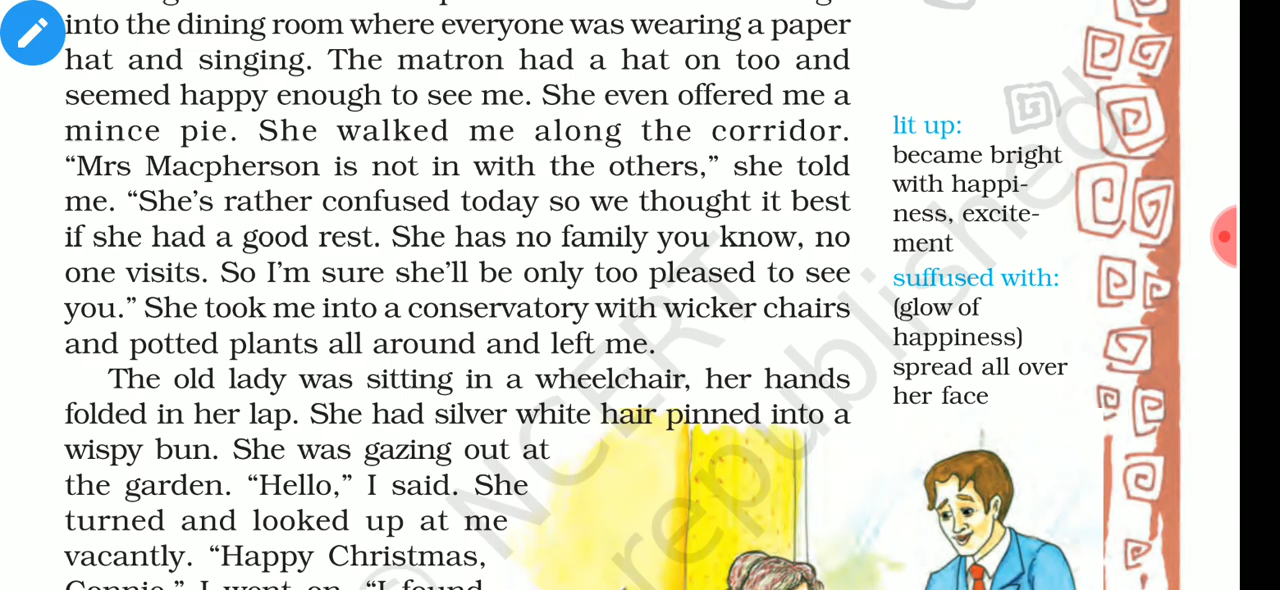 into the dining room where everyone was wearing a paper
hat and singing. The matron had a hat on too and
seemed happy enough to see me. She even offered me a
mince pie. She walked me along the corridor.
“Mrs Macpherson is not in with the others,” she told
me. “She’s rather confused today so we thought it best
if she had a good rest. She has no family you know, no
one visits. So I’m sure she’ll be only too pleased to see
you.” She took me into a conservatory with wicker chairs
and potted plants all around and left me.
The old lady was sitting in a wheelchair, her hands
folded in her lap. She had silver white hair pinned into a
wispy bun. She was gazing out at
the garden. “Hello,” I said. She
turned and looked up at me
vacantly. “Happy Christmas,
Connie,” I went on. “I found
lit up:
became bright
with happi-
ness, excite-
ment
suffused with:
(glow of
happiness)
spread all over
her face
© NCERT
republished